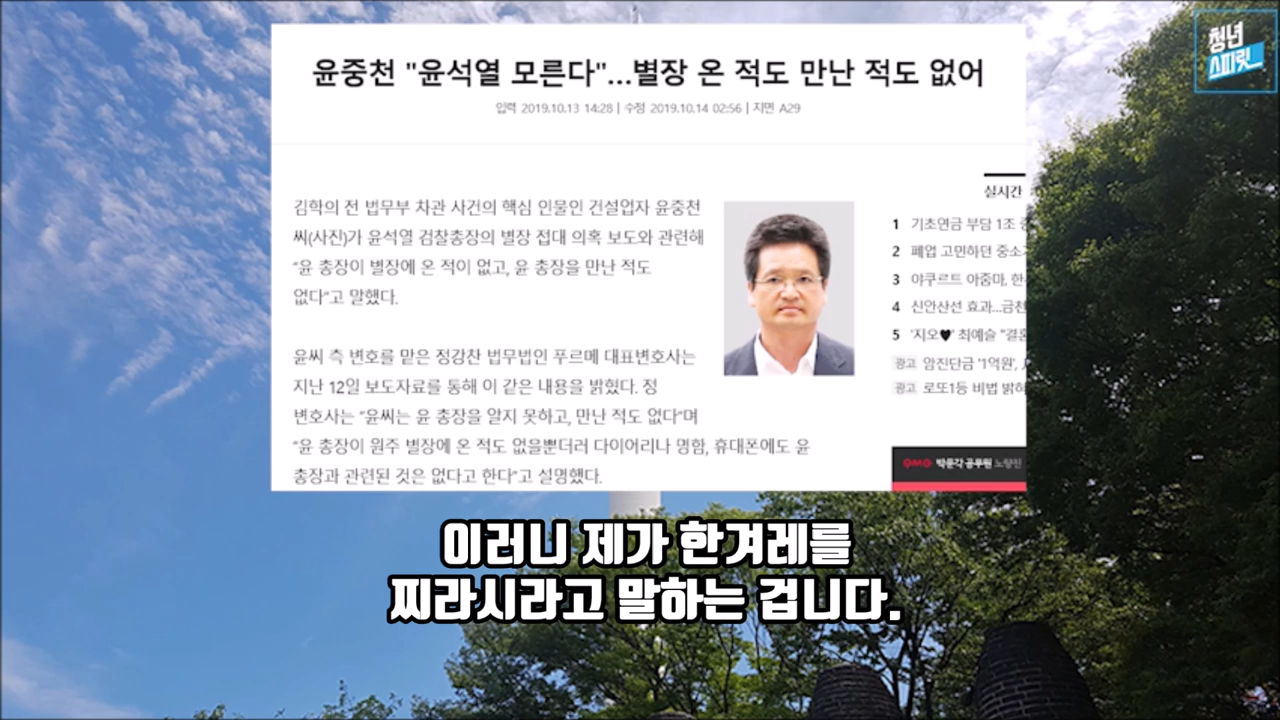 청년
스피릿
윤중천 "윤석열 모른다"...별장 온 적도 만난 적도 없어
입력 2019.10.13 14:28 | 수정 2019.10.14 02:56 | 지면 A29
김학의 전 법무부 차관 사건의 핵심 인물인 건설업자 윤중천
씨(사진)가 윤석열 검찰총장의 별장 접대 의혹 보도와 관련해
"윤 총장이 별장에 온 적이 없고, 윤 총장을 만난 적도
없다"고 말했다.
윤씨 측 변호를 맡은 정강찬 법무법인 푸르메 대표변호사는
지난 12일 보도자료를 통해 이 같은 내용을 밝혔다. 정
변호사는 "윤씨는 윤 총장을 알지 못하고, 만난 적도 없다"며
"윤 총장이 원주 별장에 온 적도 없을뿐더러 다이어리나 명함, 휴대폰에도 윤
총장과 관련된 것은 없다고 한다"고 설명했다.
실시간
1 기초연금 부담 1조
2 폐업 고민하던 중소
3 야쿠르트 아줌마, 한
4 신안산선 효과...금천
5 '지오♥' 최예슬 "결혼
광고 암진단금 '1억원',
광고 로또1등 비법 밝혀
PMG 박문각 공무원 노량진
이러니 제가 한겨레를
찌라시라고 말하는 겁니다.